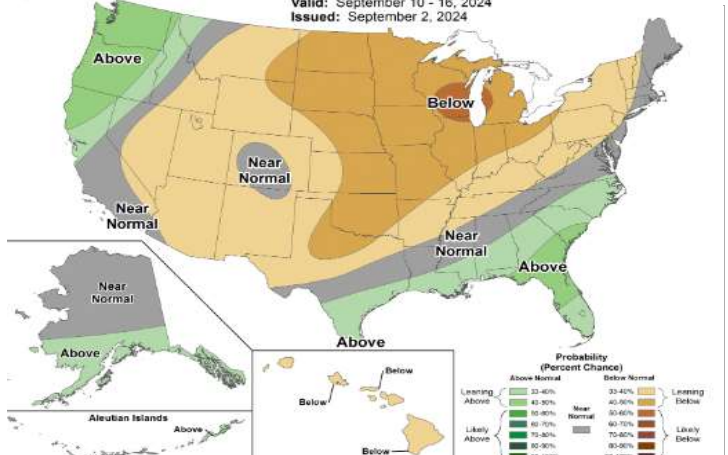 Valid: September 10 - 16, 2024
Issued: September 2, 2024
Above
Below
Near
Normal
Near
Normal
Near
Normal
Above
Above
Near
Normal
Above
Aleutian Islands
Above
Below
Below
Below
Probability
(Percent Chance)
Above Normal
Below Normal
Leaning
Above
33-40%
40-50%
50-60%
60-70%
70-80%
80-90%
Likely
Above
Near
Normal
33-40%
40-50%
50-60%
60-70%
70-80%
80-90%
Leaning
Below
Likely
Below